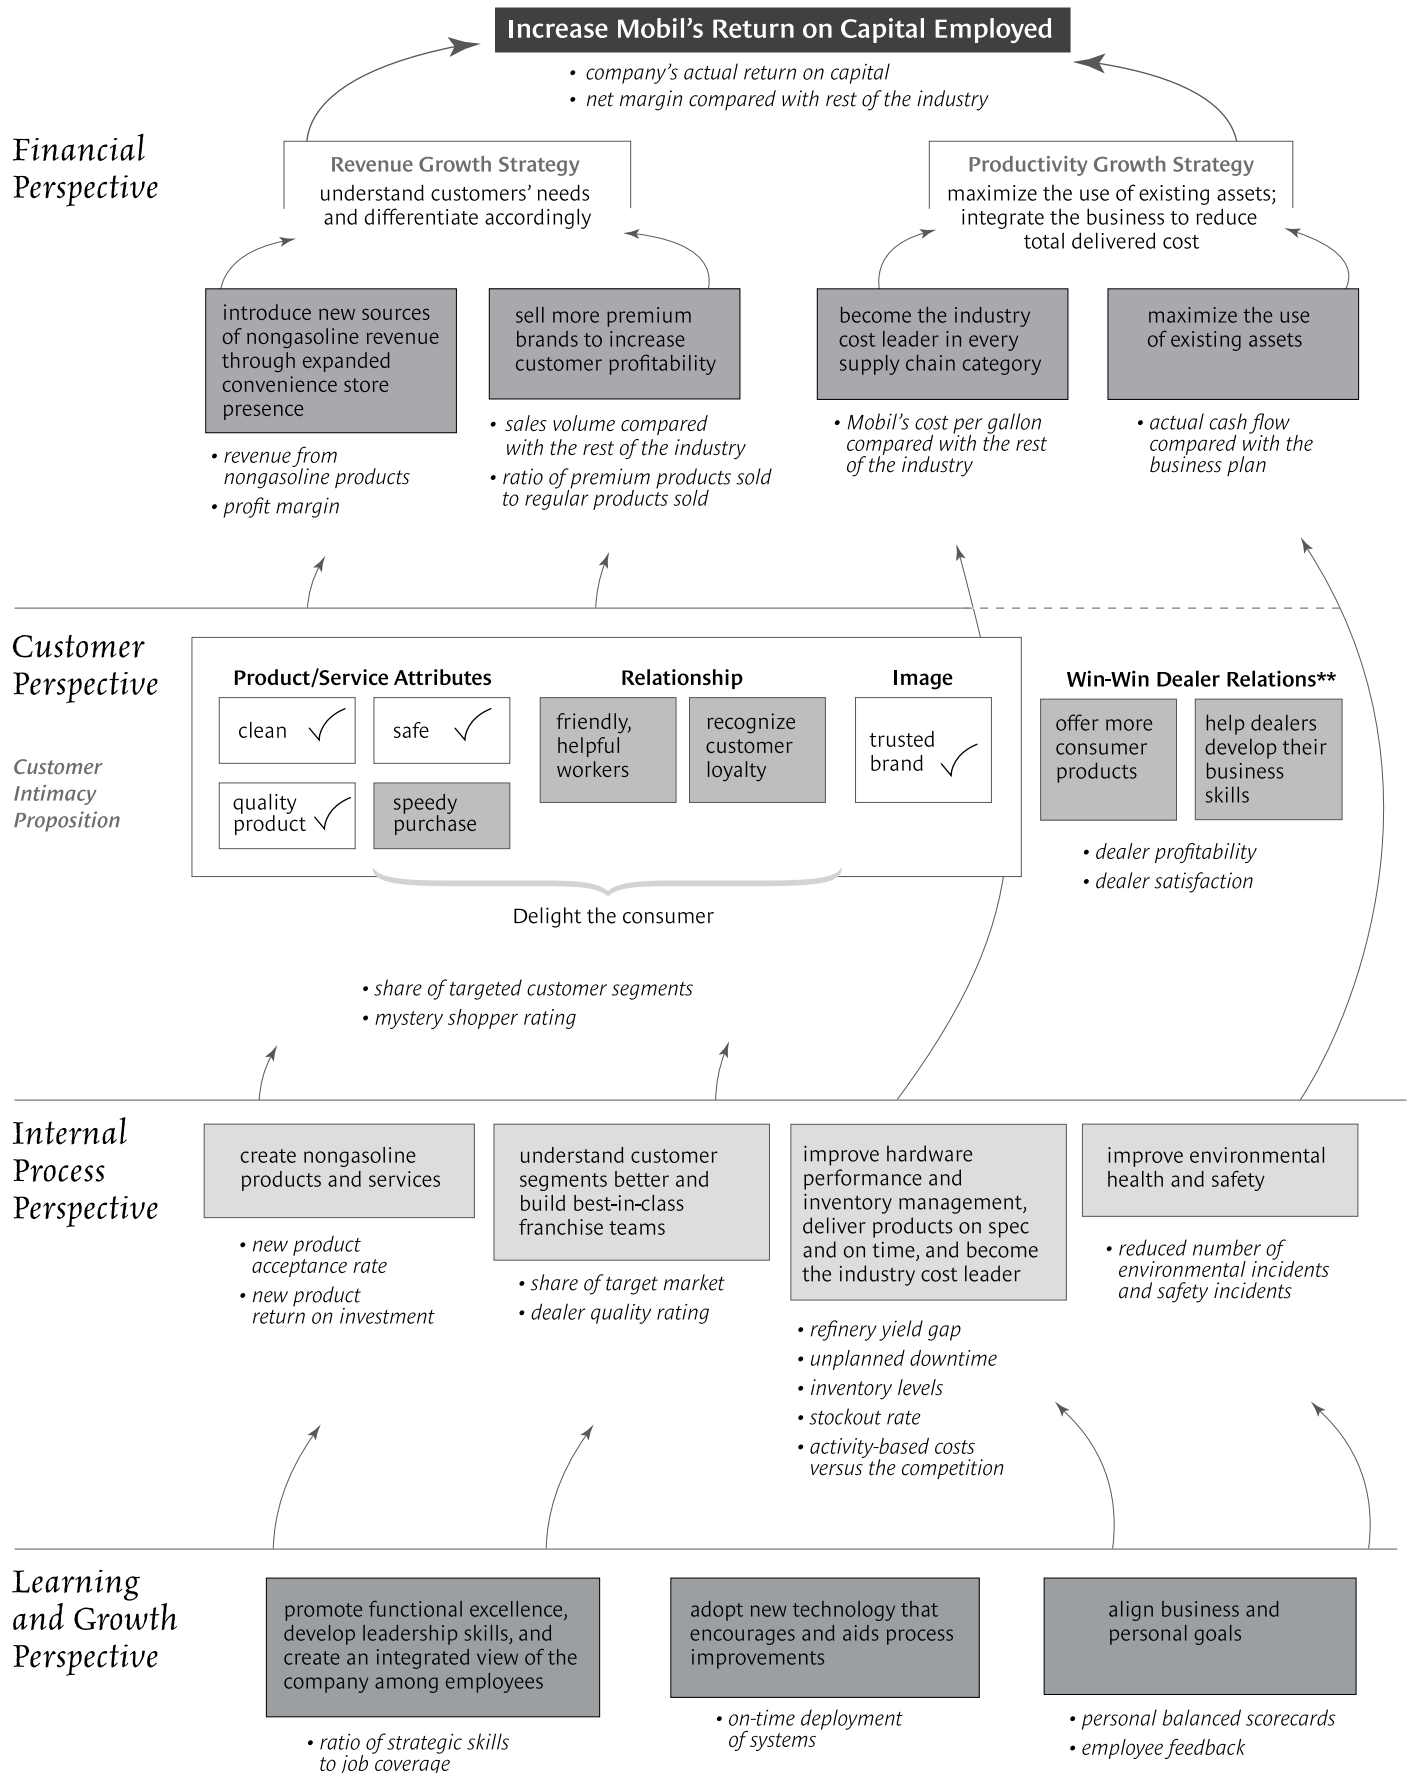 Increase Mobil's Return on Capital Employed
• company's actual return on capital
• net margin compared with rest of the industry
Financial
Perspective
Revenue Growth Strategy
understand customers' needs
and differentiate accordingly
Productivity Growth Strategy
maximize the use of existing assets;
integrate the business to reduce
total delivered cost
introduce new sources
of nongasoline revenue
through expanded
convenience store
presence
• revenue from
nongasoline products
• profit margin
sell more premium
brands to increase
customer profitability
• sales volume compared
with the rest of the industry
• ratio of premium products sold
to regular products sold
become the industry
cost leader in every
supply chain category
• Mobil's cost per gallon
compared with the rest
of the industry
maximize the use
of existing assets
• actual cash flow
compared with the
business plan
Customer
Perspective
Customer
Intimacy
Proposition
Product/Service Attributes
clean
safe
quality
product
speedy
purchase
Relationship
friendly,
helpful
workers
recognize
customer
loyalty
Image
trusted
brand
Delight the consumer
• share of targeted customer segments
• mystery shopper rating
Win-Win Dealer Relations**
offer more
consumer
products
help dealers
develop their
business
skills
• dealer profitability
• dealer satisfaction
Internal
Process
Perspective
create nongasoline
products and services
• new product
acceptance rate
• new product
return on investment
understand customer
segments better and
build best-in-class
franchise teams
• share of target market
• dealer quality rating
improve hardware
performance and
inventory management,
deliver products on spec
and on time, and become
the industry cost leader
• refinery yield gap
• unplanned downtime
• inventory levels
• stockout rate
• activity-based costs
versus the competition
improve environmental
health and safety
• reduced number of
environmental incidents
and safety incidents
Learning
and Growth
Perspective
promote functional excellence,
develop leadership skills, and
create an integrated view of the
company among employees
• ratio of strategic skills
to job coverage
adopt new technology that
encourages and aids process
improvements
• on-time deployment
of systems
align business and
personal goals
• personal balanced scorecards
• employee feedback